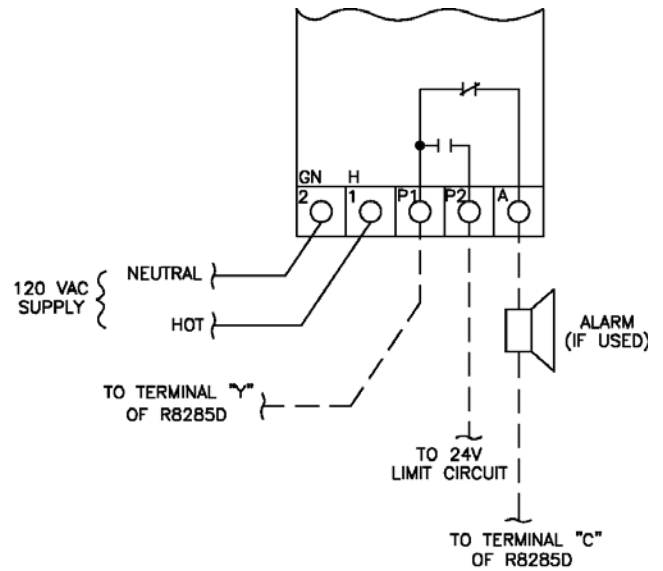 GN H
2 1 P1 P2 A
120 VAC
SUPPLY
NEUTRAL
HOT
ALARM
(IF USED)
TO TERMINAL "Y"
OF R8285D
TO 24V
LIMIT CIRCUIT
TO TERMINAL "C"
OF R8285D